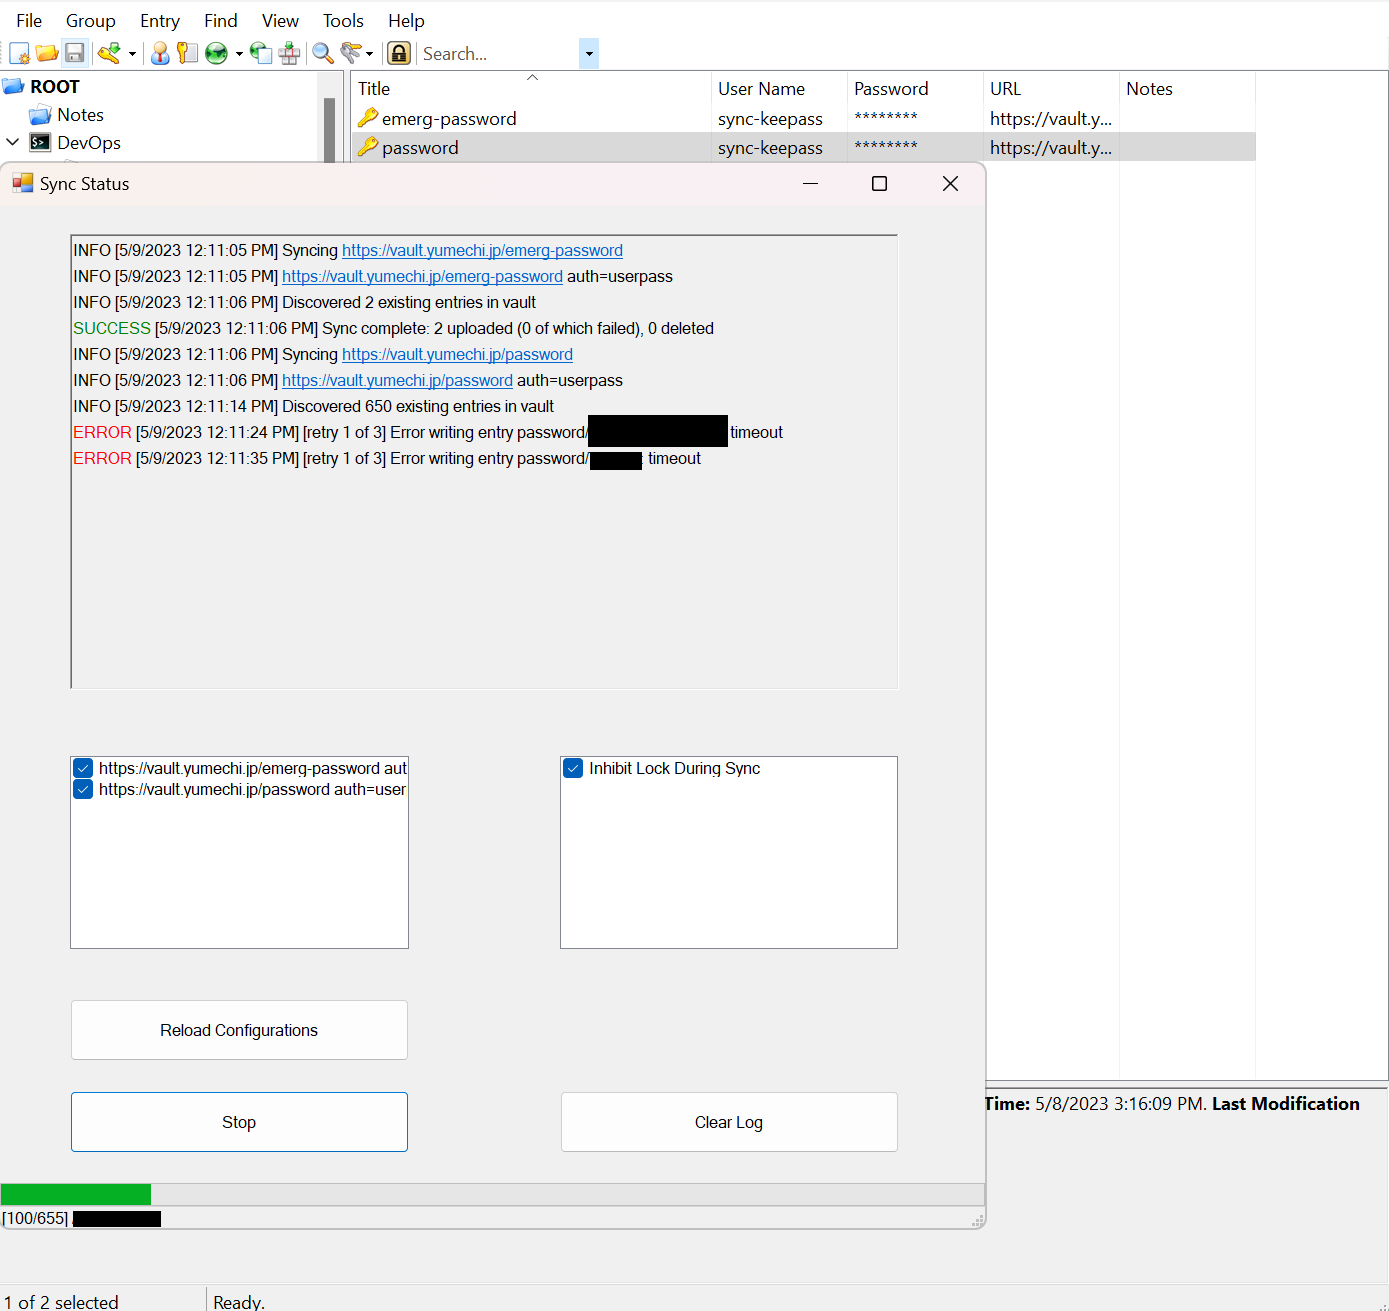 File Group Entry Find View Tools Help
Search...
ROOT
Notes
DevOps
Title User Name Password URL Notes
emerg-password sync-keepass ******** https://vault.y...
password sync-keepass ******** https://vault.y...
Sync Status
INFO [5/9/2023 12:11:05 PM] Syncing https://vault.yumechi.jp/emerg-password
INFO [5/9/2023 12:11:05 PM] https://vault.yumechi.jp/emerg-password auth=userpass
INFO [5/9/2023 12:11:06 PM] Discovered 2 existing entries in vault
SUCCESS [5/9/2023 12:11:06 PM] Sync complete: 2 uploaded (0 of which failed), 0 deleted
INFO [5/9/2023 12:11:06 PM] Syncing https://vault.yumechi.jp/password
INFO [5/9/2023 12:11:06 PM] https://vault.yumechi.jp/password auth=userpass
INFO [5/9/2023 12:11:14 PM] Discovered 650 existing entries in vault
ERROR [5/9/2023 12:11:24 PM] [retry 1 of 3] Error writing entry password/ timeout
ERROR [5/9/2023 12:11:35 PM] [retry 1 of 3] Error writing entry password/ timeout
https://vault.yumechi.jp/emerg-password aut
https://vault.yumechi.jp/password auth=user
Inhibit Lock During Sync
Reload Configurations
Stop
Clear Log
Time: 5/8/2023 3:16:09 PM. Last Modification
[100/655]
1 of 2 selected
Ready.